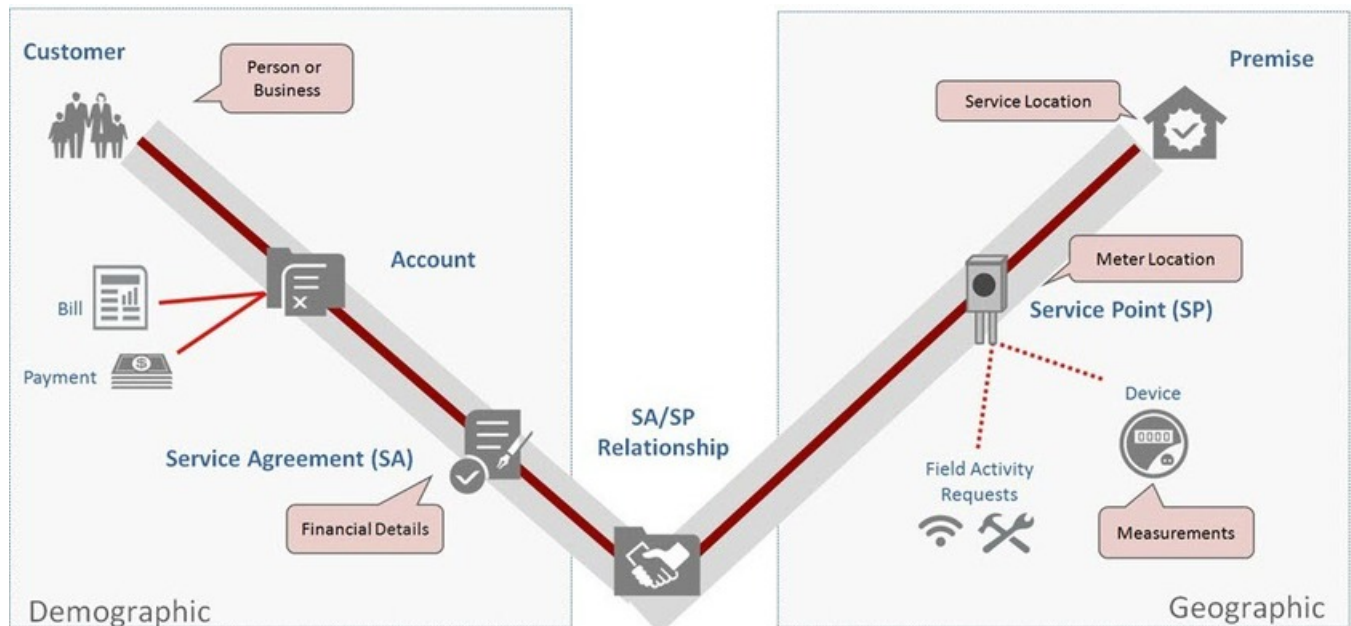 Customer
Person or
Business
Account
Bill
Payment
Service Agreement (SA)
Financial Details
Demographic
SA/SP
Relationship
Premise
Service Location
Meter Location
Service Point (SP)
Device
0000
Field Activity
Requests
Measurements
Geographic